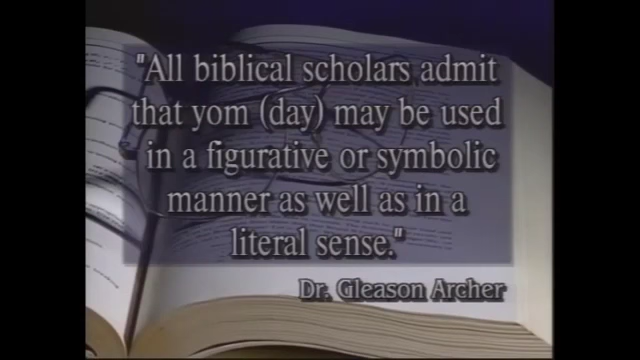 "All biblical scholars admit
that yom (day) may be used
in a figurative or symbolic
manner as well as in a
literal sense."
Dr. Gleason Archer